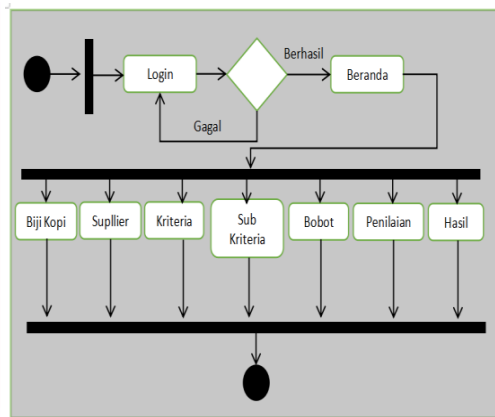 Login
Berhasil
Beranda
Gagal
Biji Kopi
Supllier
Kriteria
Sub
Kriteria
Bobot
Penilaian
Hasil